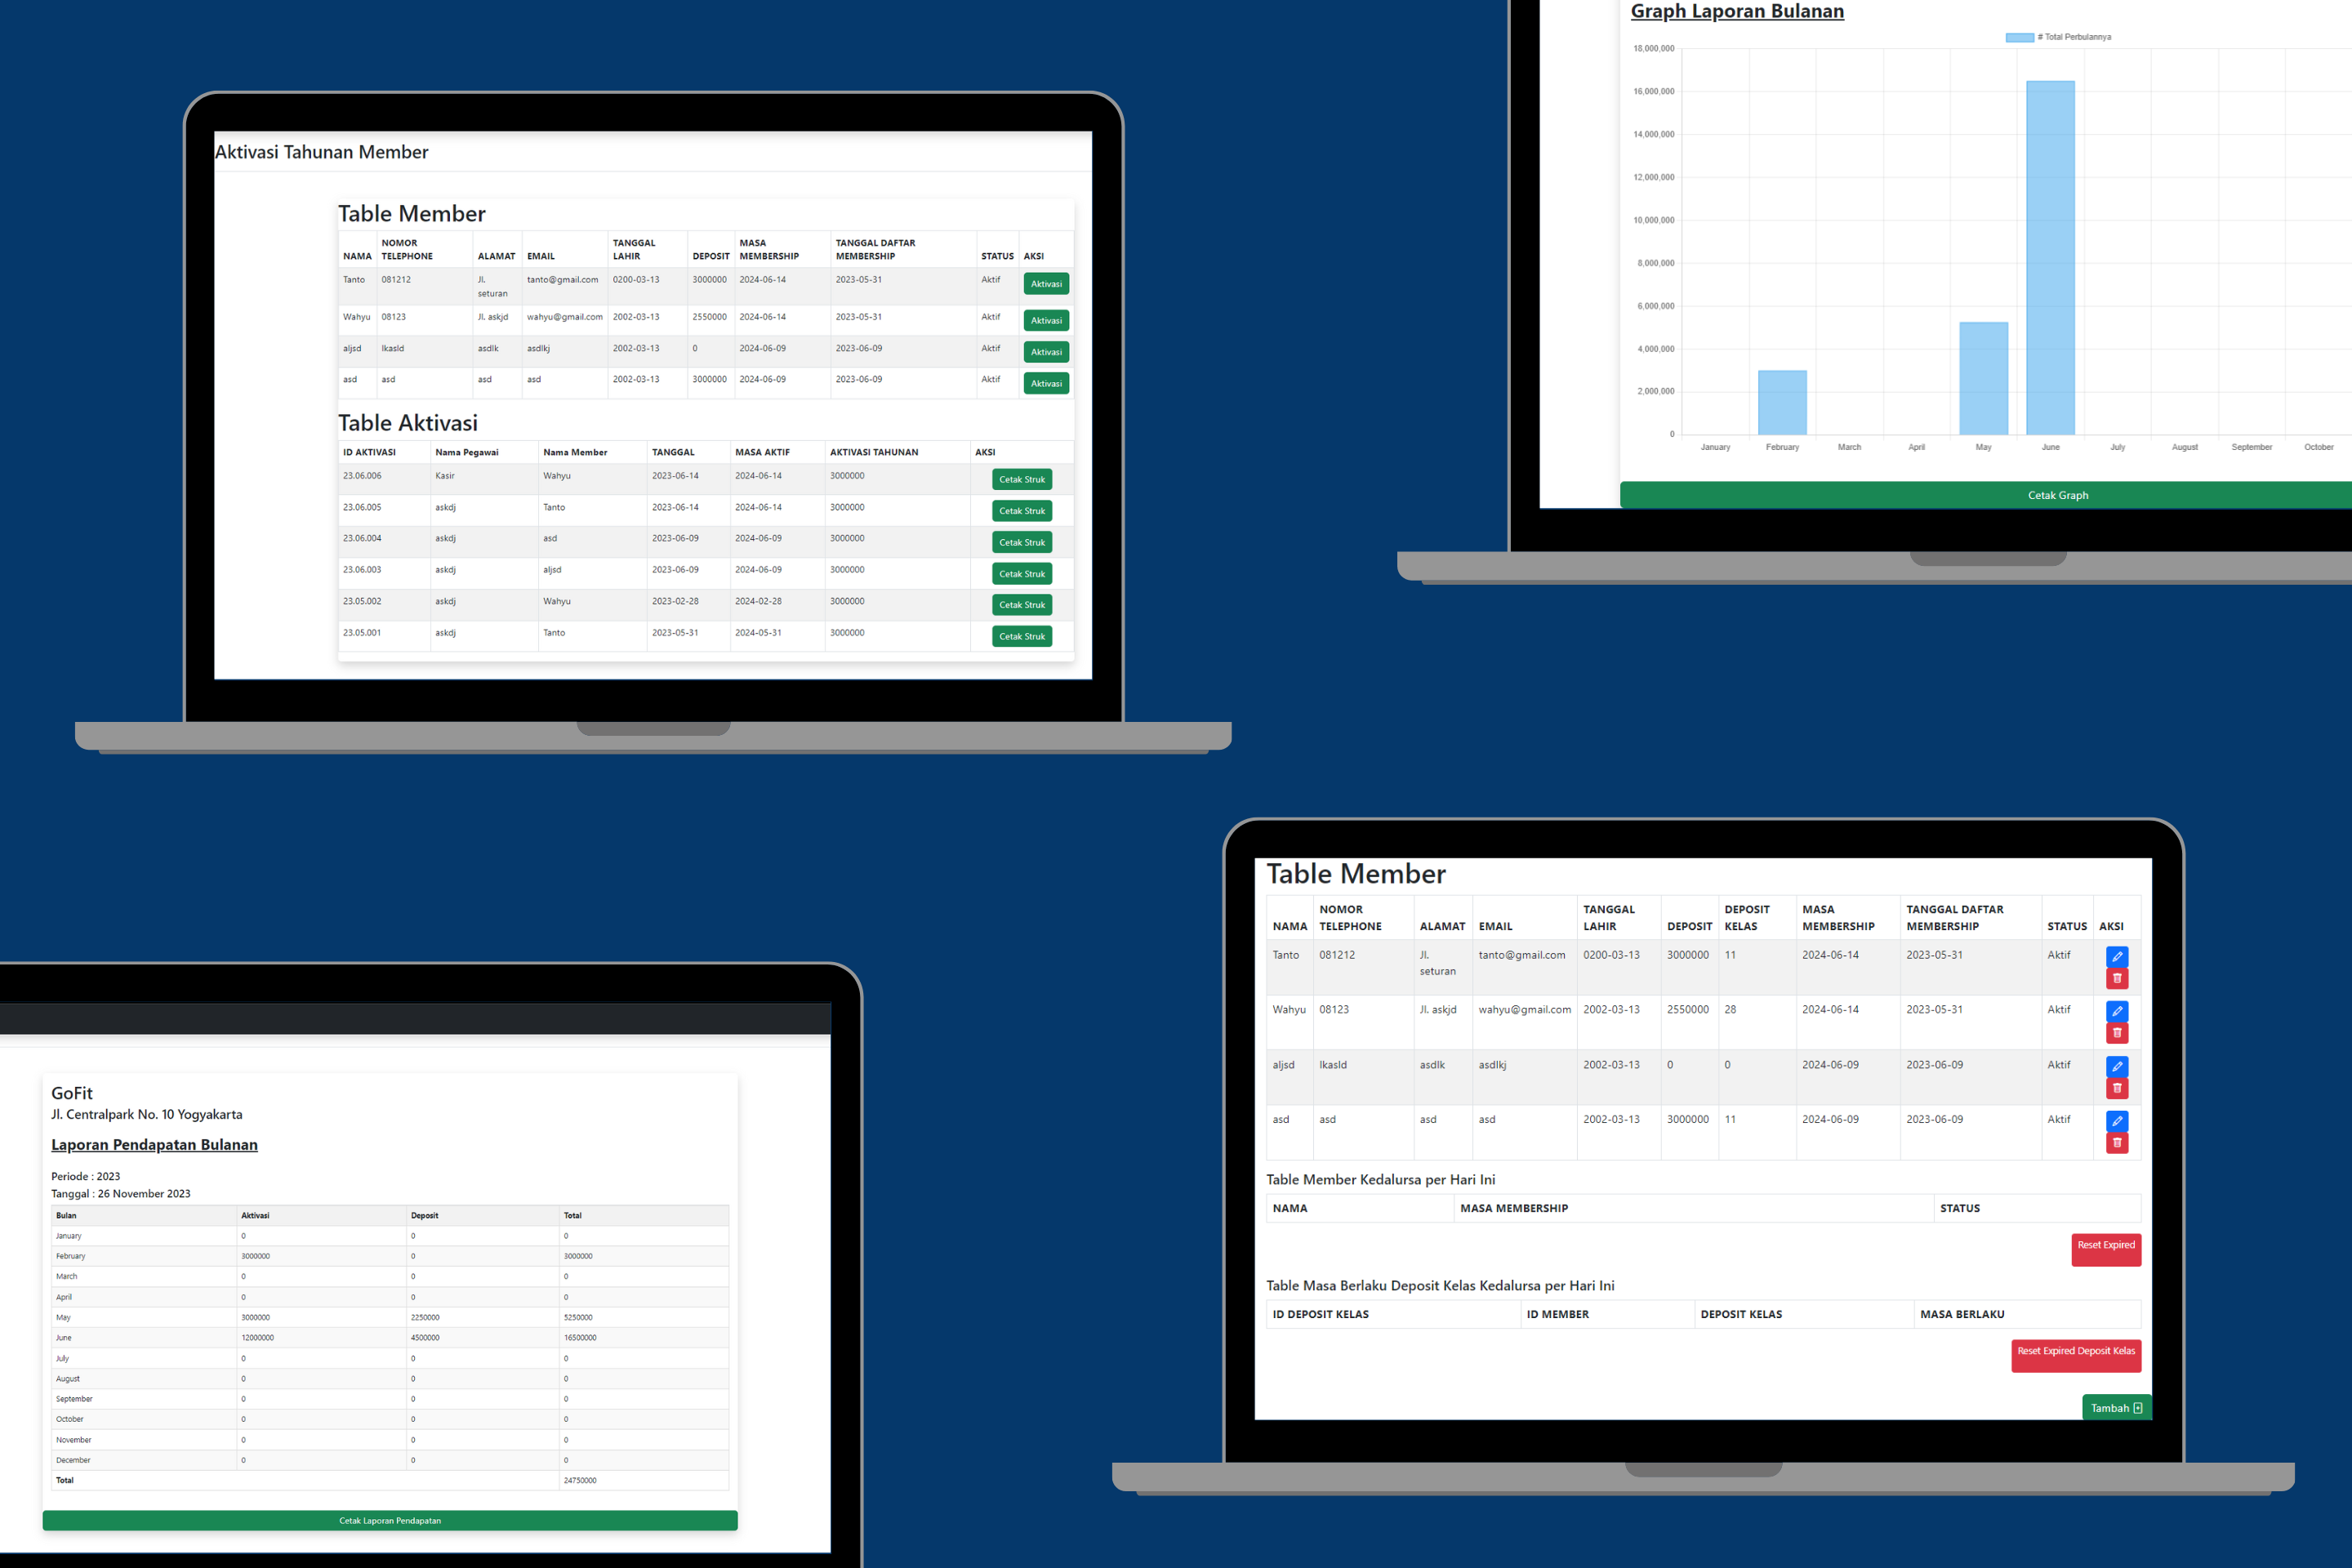 Aktivasi Tahunan Member
Table Member
NAMA NOMOR TELEPHONE ALAMAT EMAIL TANGGAL LAHIR DEPOSIT MASA MEMBERSHIP TANGGAL DAFTAR MEMBERSHIP STATUS AKSI
Tanto 081212 Jl. seturan tanto@gmail.com 0200-03-13 3000000 2024-06-14 2023-05-31 Aktif Aktivasi
Wahyu 08123 Jl. askjd wahyu@gmail.com 2002-03-13 2550000 2024-06-14 2023-05-31 Aktif Aktivasi
aljsd lkasld asdlk asdlkj 2002-03-13 0 2024-06-09 2023-06-09 Aktif Aktivasi
asd asd asd asd 2002-03-13 3000000 2024-06-09 2023-06-09 Aktif Aktivasi
Table Aktivasi
ID AKTIVASI Nama Pegawai Nama Member TANGGAL MASA AKTIF AKTIVASI TAHUNAN AKSI
23.06.006 Kasir Wahyu 2023-06-14 2024-06-14 3000000 Cetak Struk
23.06.005 askdj Tanto 2023-06-14 2024-06-14 3000000 Cetak Struk
23.06.004 askdj asd 2023-06-09 2024-06-09 3000000 Cetak Struk
23.06.003 askdj aljsd 2023-06-09 2024-06-09 3000000 Cetak Struk
23.05.002 askdj Wahyu 2023-02-28 2024-02-28 3000000 Cetak Struk
23.05.001 askdj Tanto 2023-05-31 2024-05-31 3000000 Cetak Struk
Graph Laporan Bulanan
# Total Perbulannya
18,000,000
16,000,000
14,000,000
12,000,000
10,000,000
8,000,000
6,000,000
4,000,000
2,000,000
0
January February March April May June July August September October
Cetak Graph
GoFit
Jl. Centralpark No. 10 Yogyakarta
Laporan Pendapatan Bulanan
Periode : 2023
Tanggal : 26 November 2023
Bulan Aktivasi Deposit Total
January 0 0 0
February 3000000 0 3000000
March 0 0 0
April 0 0 0
May 3000000 2250000 5250000
June 12000000 4500000 16500000
July 0 0 0
August 0 0 0
September 0 0 0
October 0 0 0
November 0 0 0
December 0 0 0
Total 24750000
Cetak Laporan Pendapatan
Table Member
NAMA NOMOR TELEPHONE ALAMAT EMAIL TANGGAL LAHIR DEPOSIT DEPOSIT KELAS MASA MEMBERSHIP TANGGAL DAFTAR MEMBERSHIP STATUS AKSI
Tanto 081212 Jl. seturan tanto@gmail.com 0200-03-13 3000000 11 2024-06-14 2023-05-31 Aktif
Wahyu 08123 Jl. askjd wahyu@gmail.com 2002-03-13 2550000 28 2024-06-14 2023-05-31 Aktif
aljsd lkasld asdlk asdlkj 2002-03-13 0 0 2024-06-09 2023-06-09 Aktif
asd asd asd asd 2002-03-13 3000000 11 2024-06-09 2023-06-09 Aktif
Table Member Kedalursa per Hari Ini
NAMA MASA MEMBERSHIP STATUS
Reset Expired
Table Masa Berlaku Deposit Kelas Kedalursa per Hari Ini
ID DEPOSIT KELAS ID MEMBER DEPOSIT KELAS MASA BERLAKU
Reset Expired Deposit Kelas
Tambah